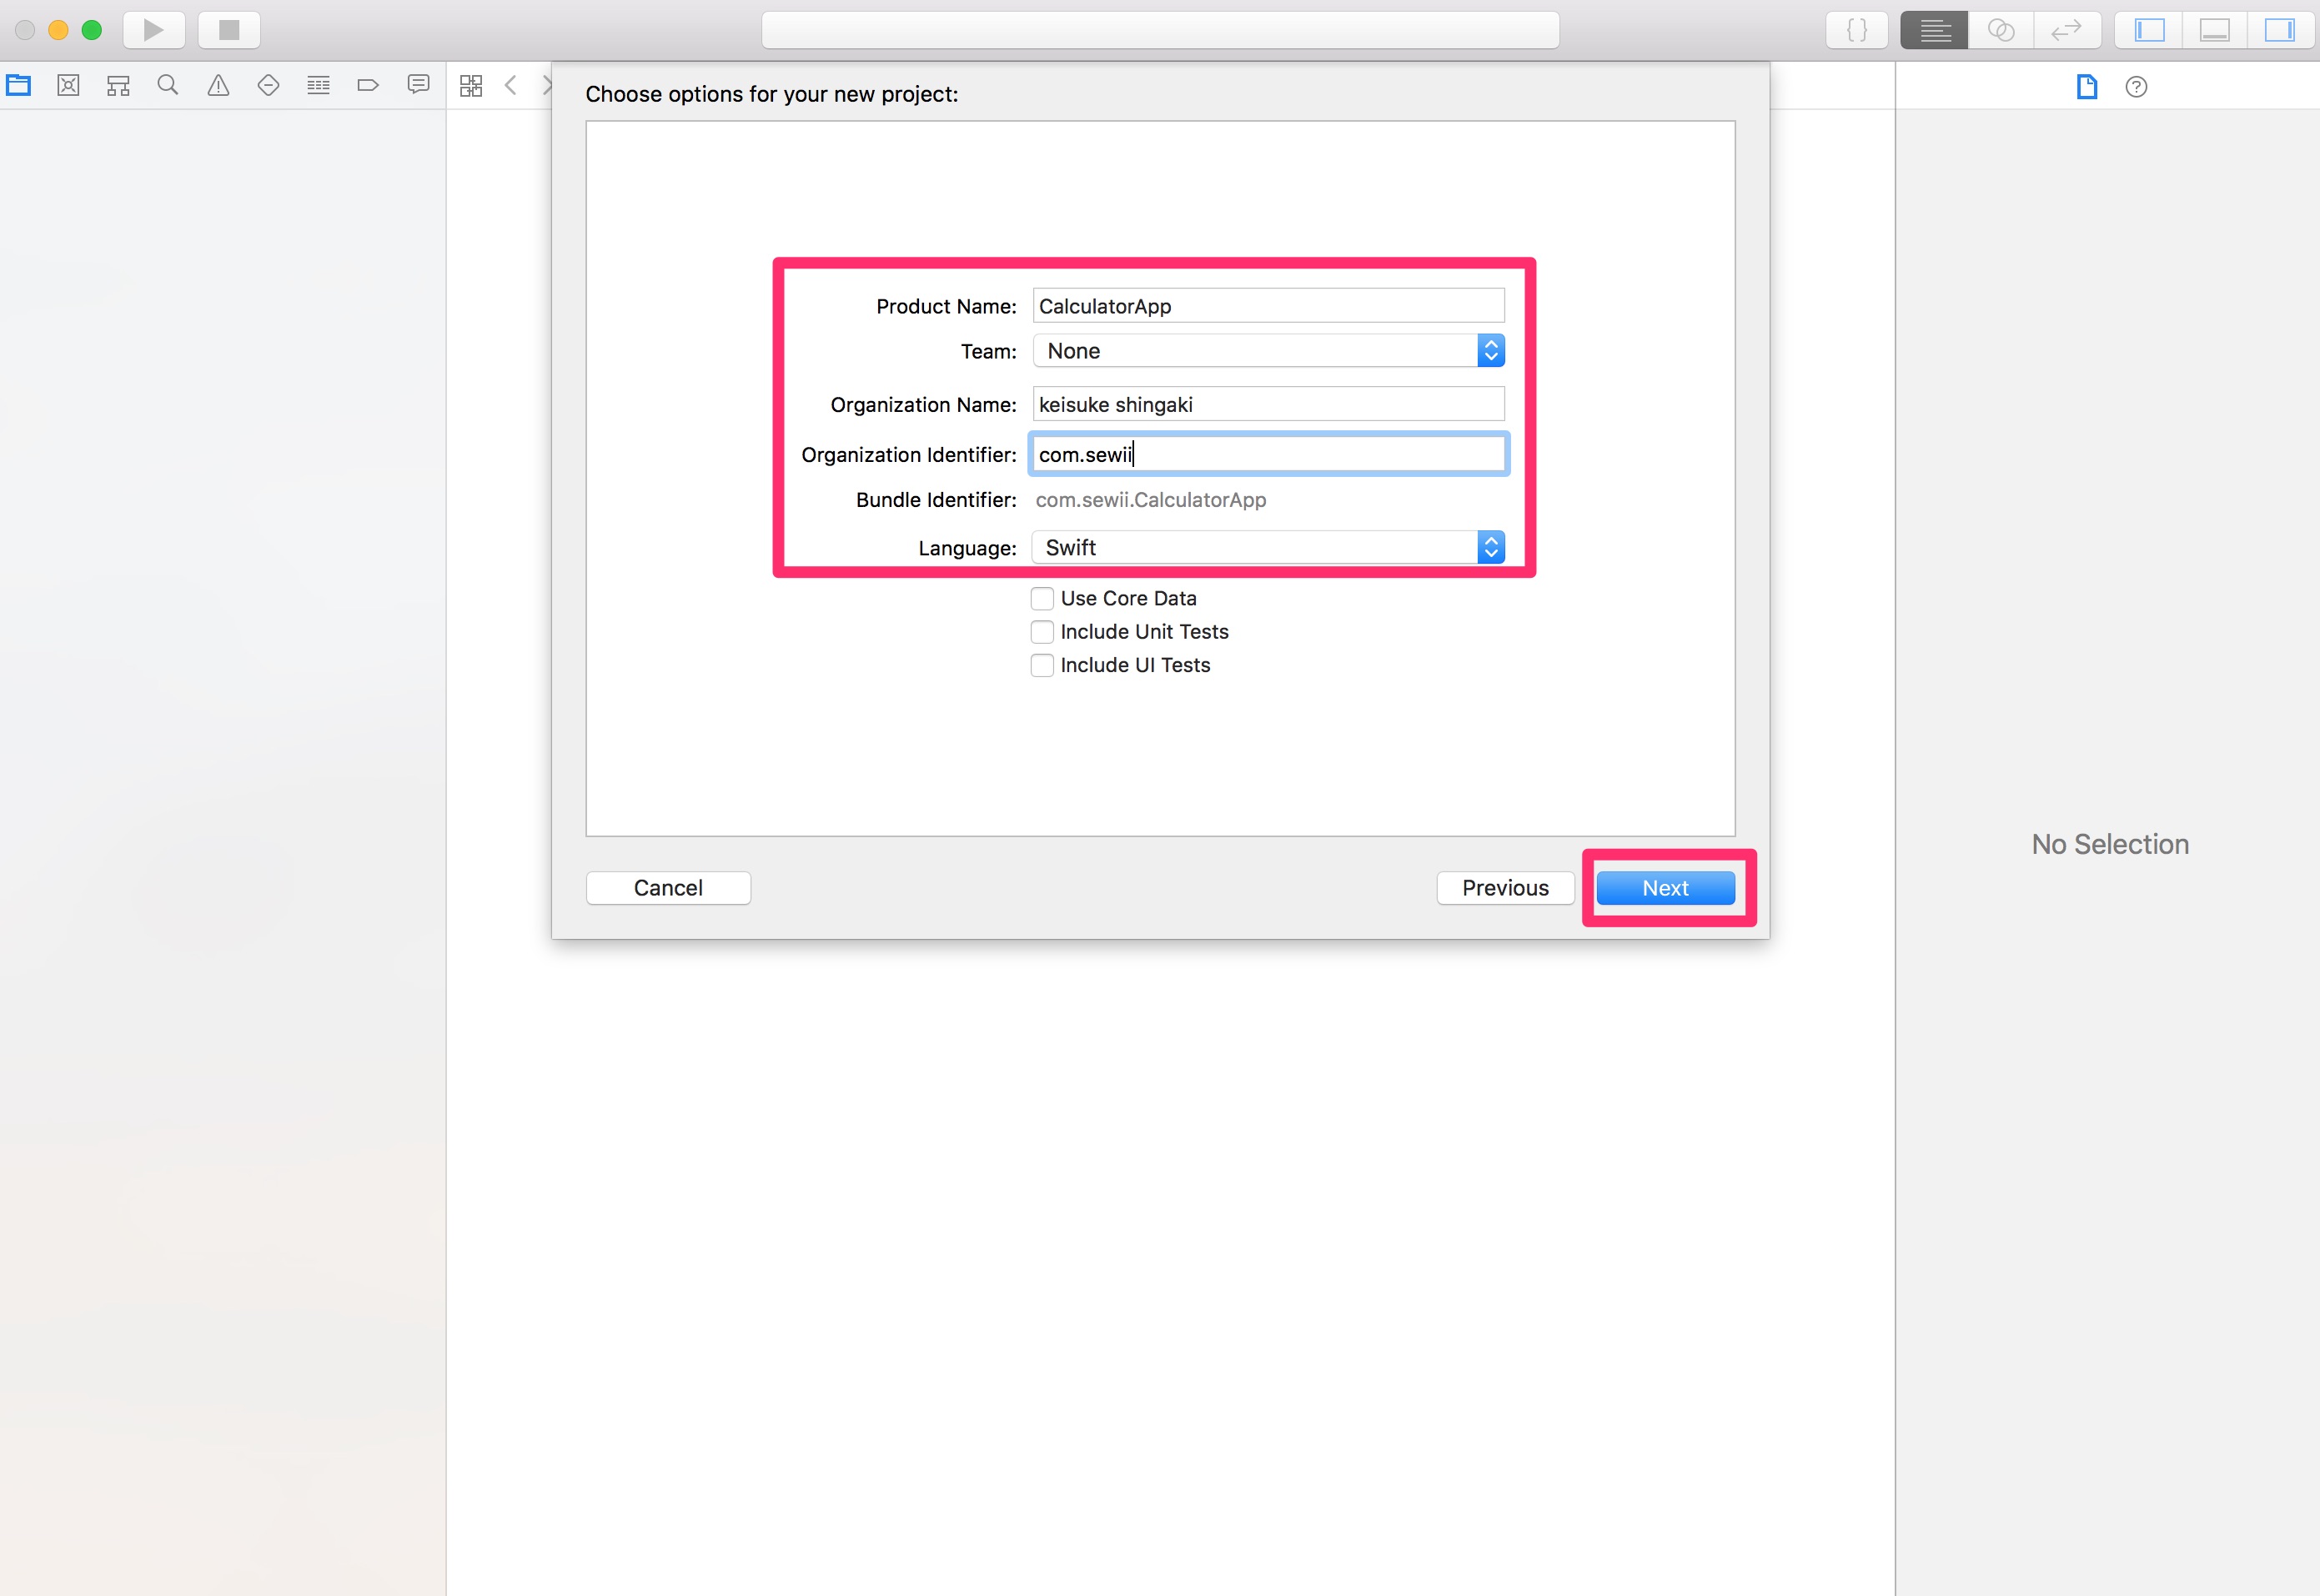 Choose options for your new project:
Product Name: CalculatorApp
Team: None
Organization Name: keisuke shingaki
Organization Identifier: com.sewii
Bundle Identifier: com.sewii.CalculatorApp
Language: Swift
Use Core Data
Include Unit Tests
Include UI Tests
No Selection
Cancel
Previous
Next